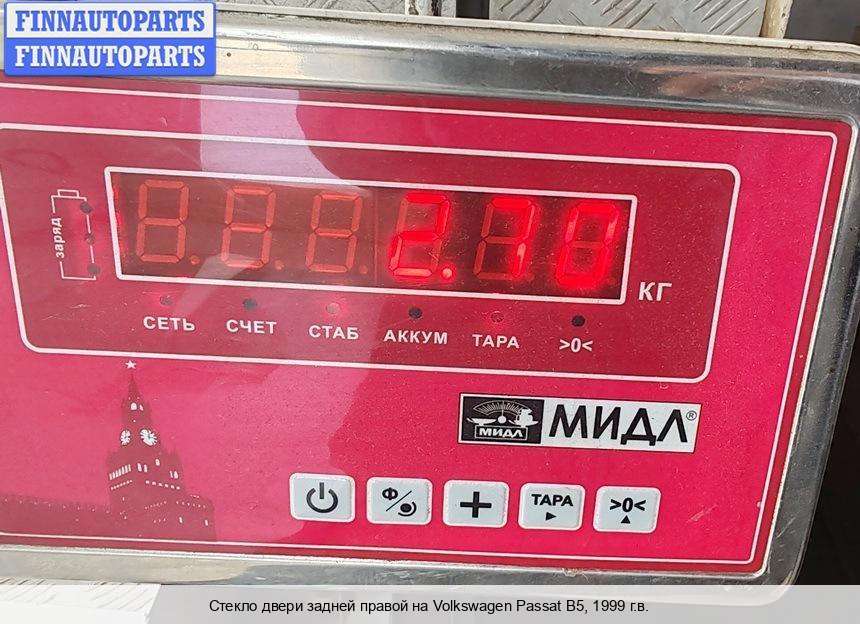 FINNAUTOPARTS
FINNAUTOPARTS
заряд
2.70
КГ
СЕТЬ СЧЕТ СТАБ АККУМ ТАРА >0<
МИДЛ МИДЛ®
Ф + ТАРА >0<
Стекло двери задней правой на Volkswagen Passat B5, 1999 г.в.